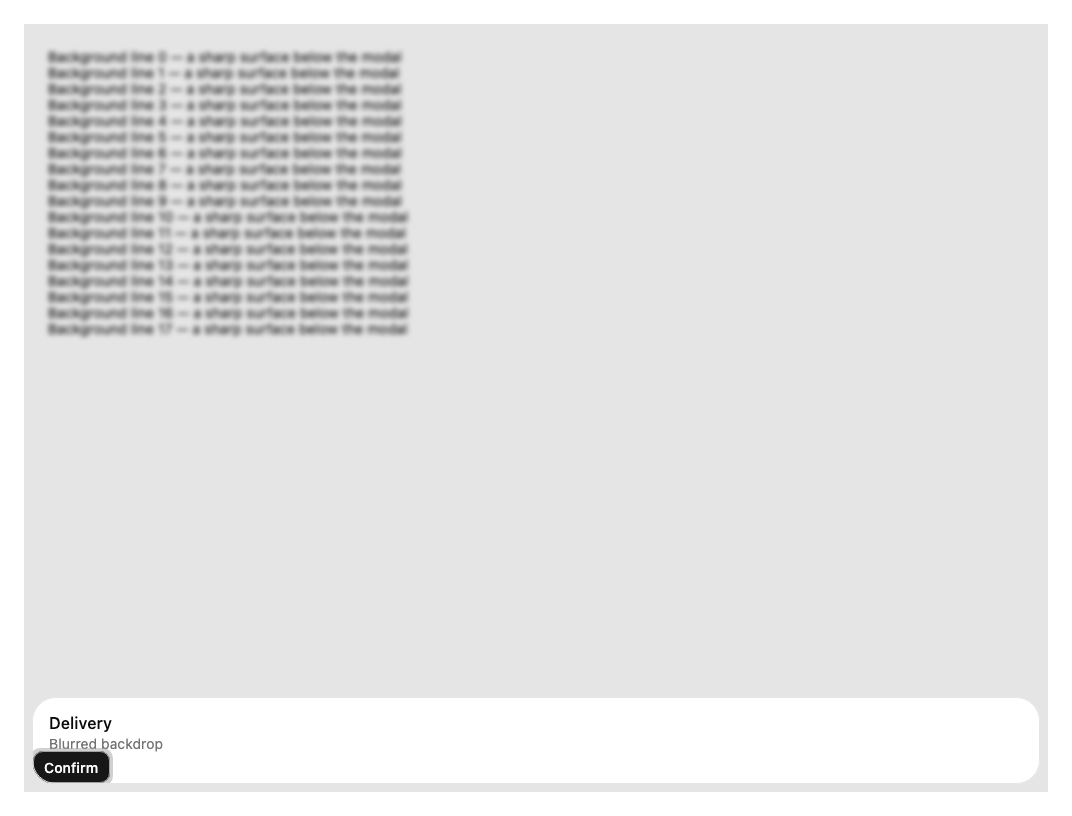 Background line 0 — a sharp surface below the modal
Background line 1 — a sharp surface below the modal
Background line 2 — a sharp surface below the modal
Background line 3 — a sharp surface below the modal
Background line 4 — a sharp surface below the modal
Background line 5 — a sharp surface below the modal
Background line 6 — a sharp surface below the modal
Background line 7 — a sharp surface below the modal
Background line 8 — a sharp surface below the modal
Background line 9 — a sharp surface below the modal
Background line 10 — a sharp surface below the modal
Background line 11 — a sharp surface below the modal
Background line 12 — a sharp surface below the modal
Background line 13 — a sharp surface below the modal
Background line 14 — a sharp surface below the modal
Background line 15 — a sharp surface below the modal
Background line 16 — a sharp surface below the modal
Background line 17 — a sharp surface below the modal
Delivery
Blurred backdrop
Confirm